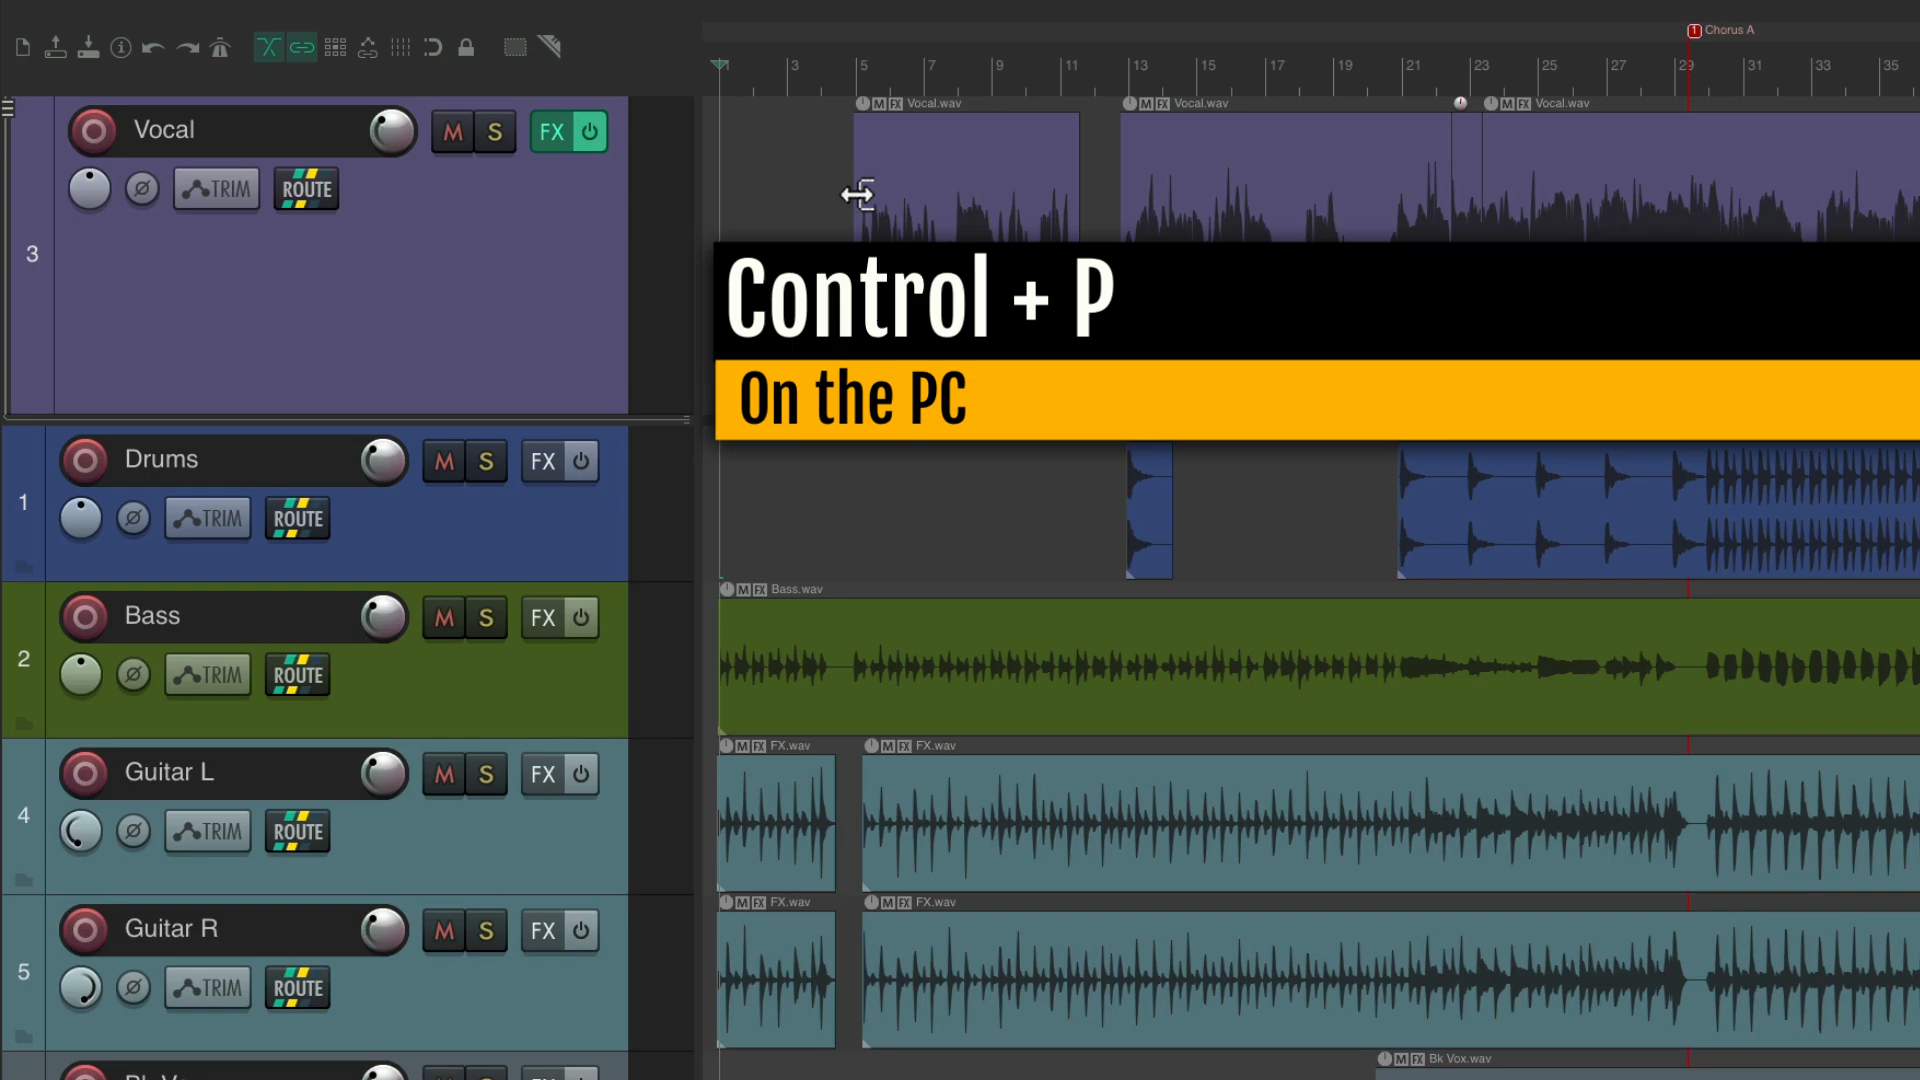 1 Chorus A
1 3 5 7 9 11 13 15 17 19 21 23 25 27 29 31 33 35
M FX Vocal.wav M FX Vocal.wav M FX Vocal.wav
Vocal M S FX
TRIM ROUTE
3
Control + P
On the PC
Drums M S FX
1
TRIM ROUTE
M FX Bass.wav
Bass M S FX
2
TRIM ROUTE
M FX FX.wav M FX FX.wav
Guitar L M S FX
4
TRIM ROUTE
M FX FX.wav M FX FX.wav
Guitar R M S FX
5
TRIM ROUTE
M FX Bk Vox.wav